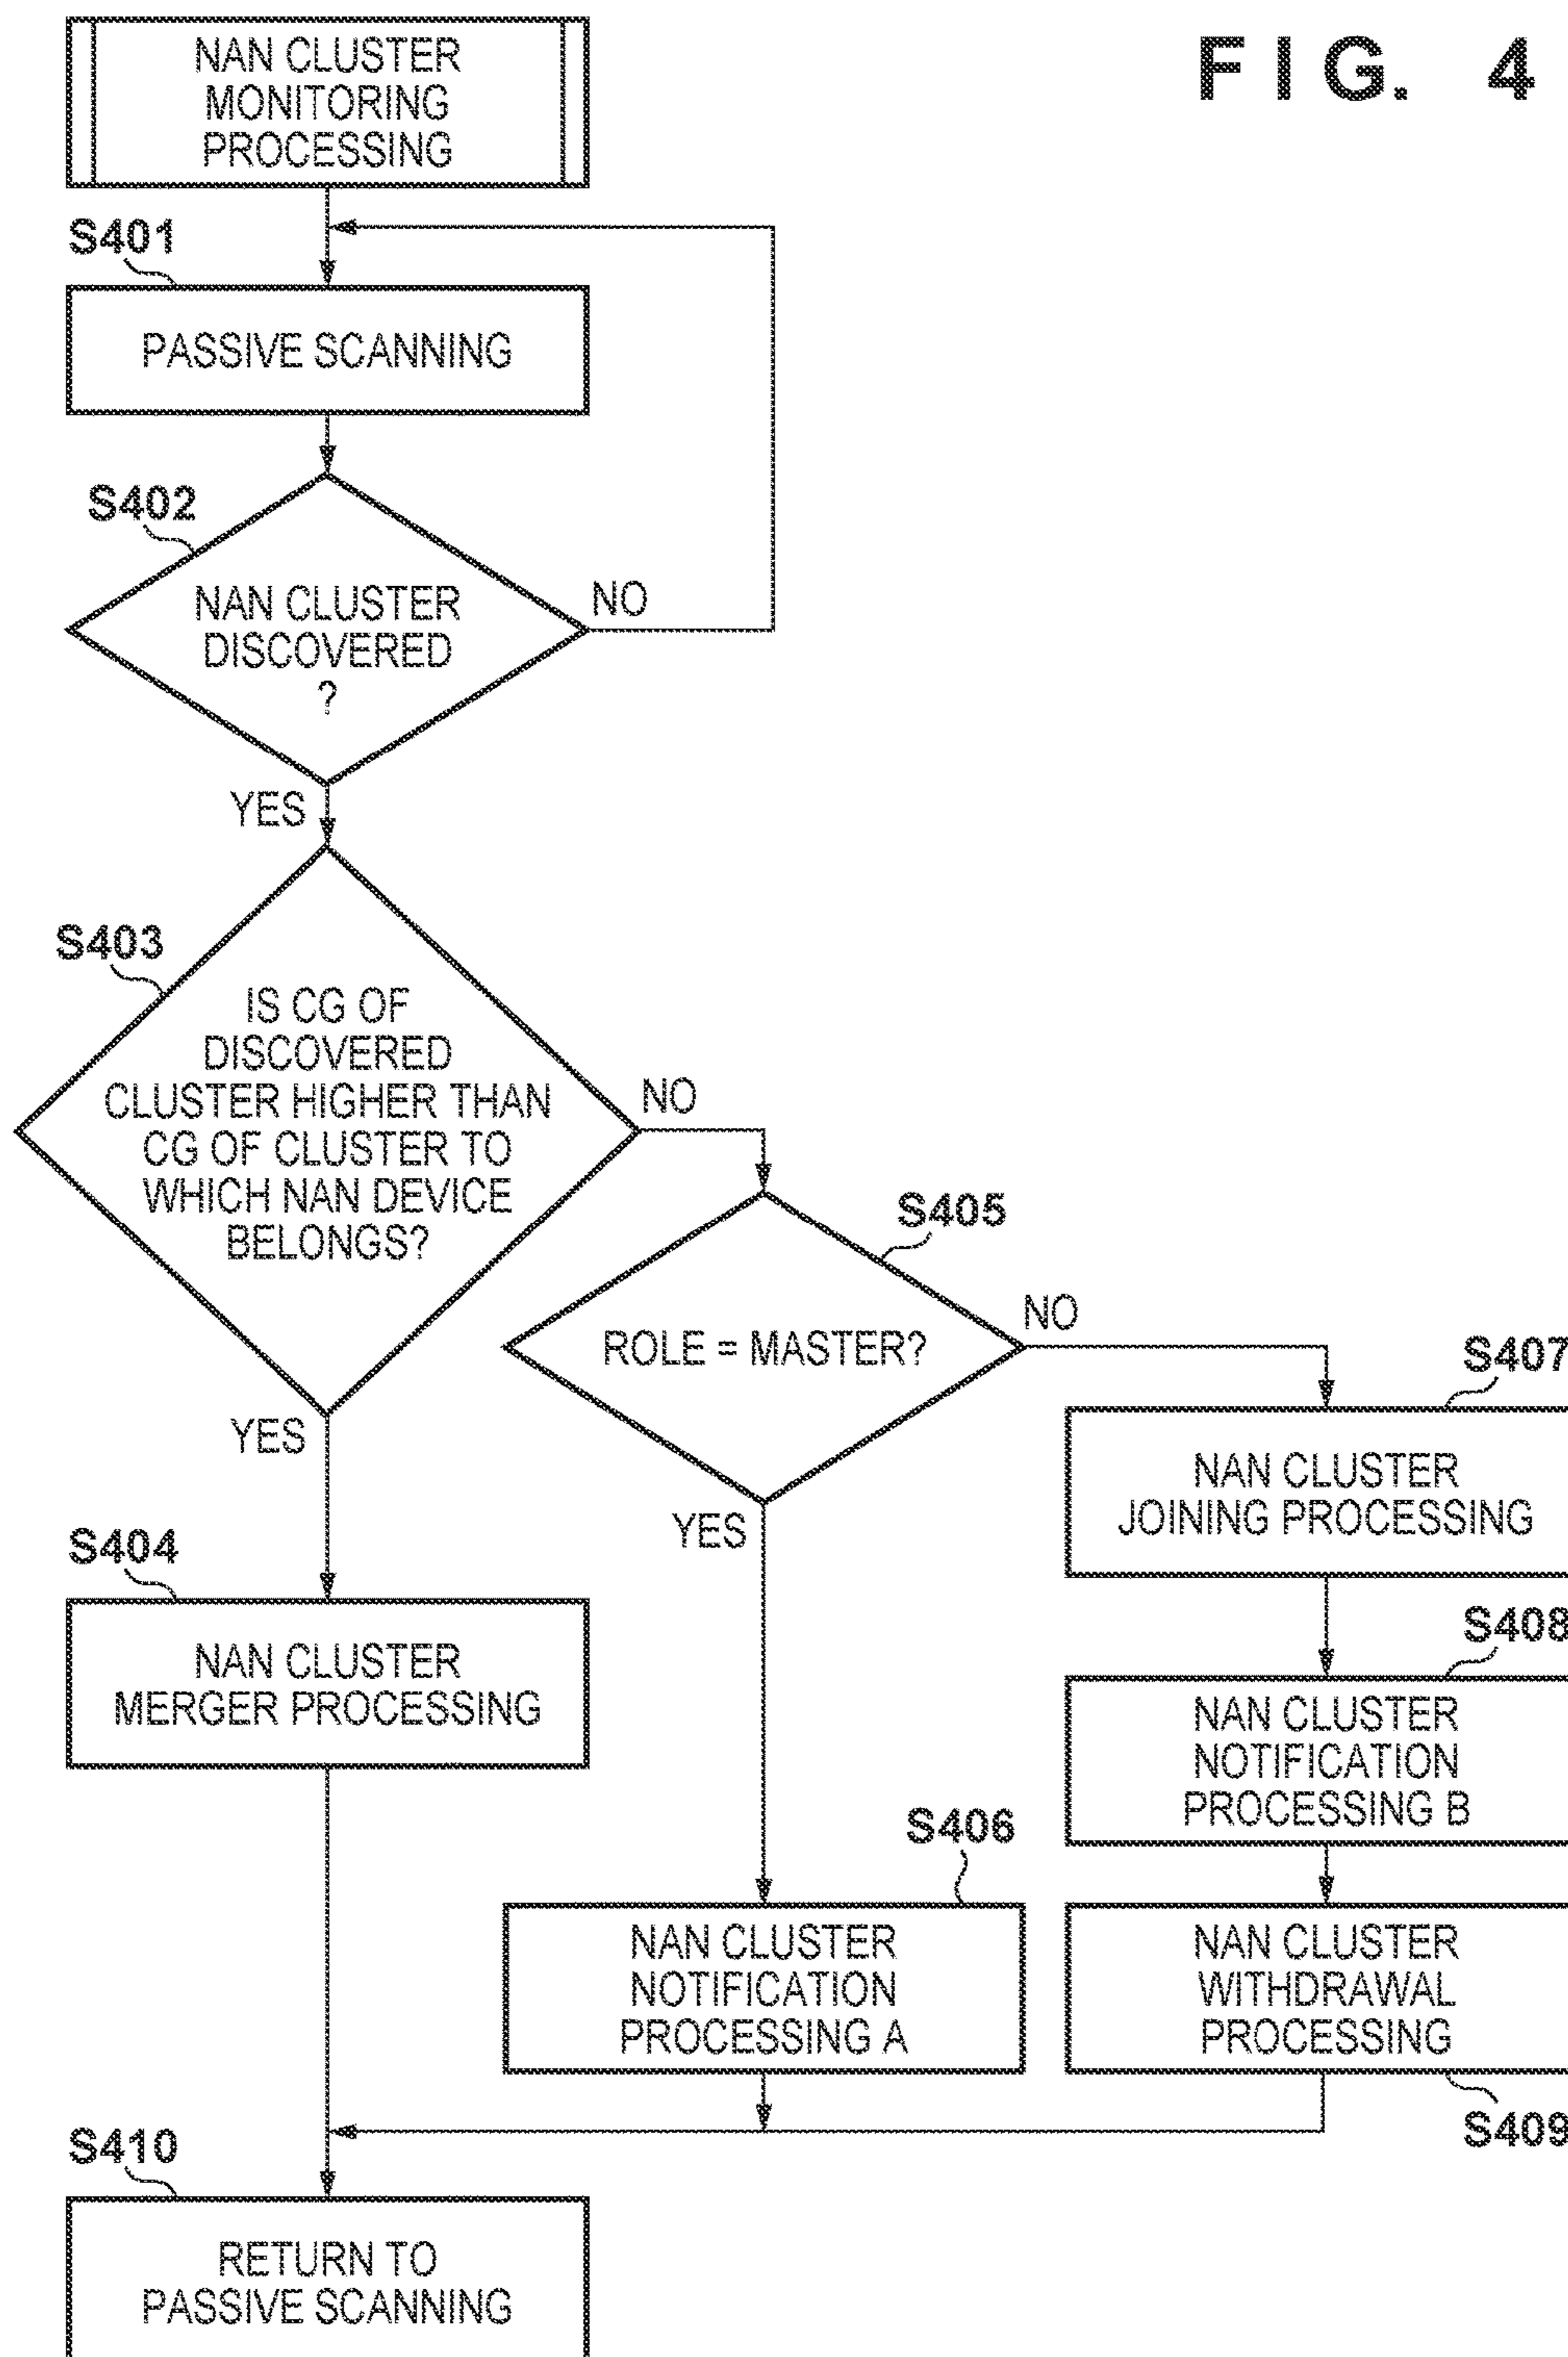 FIG. 4
NAN CLUSTER
MONITORING
PROCESSING
S401
PASSIVE SCANNING
S402
NAN CLUSTER
DISCOVERED
?
NO
YES
S403
IS CG OF
DISCOVERED
CLUSTER HIGHER THAN
CG OF CLUSTER TO
WHICH NAN DEVICE
BELONGS?
NO
YES
S405
ROLE = MASTER?
NO
YES
S407
NAN CLUSTER
JOINING PROCESSING
S404
NAN CLUSTER
MERGER PROCESSING
S408
NAN CLUSTER
NOTIFICATION
PROCESSING B
S406
NAN CLUSTER
NOTIFICATION
PROCESSING A
NAN CLUSTER
WITHDRAWAL
PROCESSING
S409
S410
RETURN TO
PASSIVE SCANNING